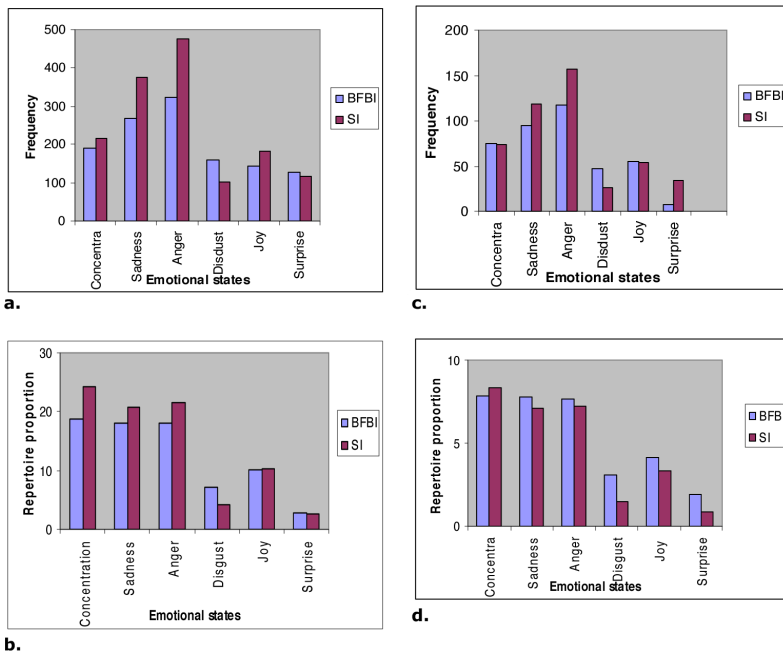 500
400
300
200
100
0
Frequency
Concentra
Sadness
Anger
Disdust
Joy
Surprise
Emotional states
BFBI
SI
a.
200
150
100
50
0
Frequency
Concentra
Sadness
Anger
Disgust
Joy
Surprise
Emotional states
BFBI
SI
c.
30
20
10
0
Repertoire proportion
Concentration
Sadness
Anger
Disgust
Joy
Surprise
Emotional states
BFBI
SI
b.
10
5
0
Repertoire proportion
Concentra
Sadness
Anger
Disgust
Joy
Surprise
Emotional states
BFB
SI
d.